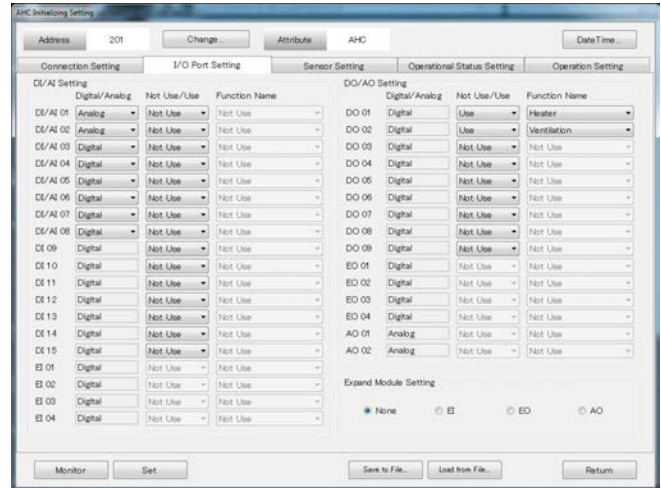 AHC Initializing Setting
Address 201 Change... Attribute AHC DateTime...
Connection Setting I/O Port Setting Sensor Setting Operational Status Setting Operation Setting
DI/AI Setting
Digital/Analog Not Use/Use Function Name
DI/AI 01 Analog Not Use Not Use
DI/AI 02 Analog Not Use Not Use
DI/AI 03 Digital Not Use Not Use
DI/AI 04 Digital Not Use Not Use
DI/AI 05 Digital Not Use Not Use
DI/AI 06 Digital Not Use Not Use
DI/AI 07 Digital Not Use Not Use
DI/AI 08 Digital Not Use Not Use
DI 09 Digital Not Use Not Use
DI 10 Digital Not Use Not Use
DI 11 Digital Not Use Not Use
DI 12 Digital Not Use Not Use
DI 13 Digital Not Use Not Use
DI 14 Digital Not Use Not Use
DI 15 Digital Not Use Not Use
EI 01 Digital Not Use Not Use
EI 02 Digital Not Use Not Use
EI 03 Digital Not Use Not Use
EI 04 Digital Not Use Not Use
DO/AO Setting
Digital/Analog Not Use/Use Function Name
DO 01 Digital Use Heater
DO 02 Digital Use Ventilation
DO 03 Digital Not Use Not Use
DO 04 Digital Not Use Not Use
DO 05 Digital Not Use Not Use
DO 06 Digital Not Use Not Use
DO 07 Digital Not Use Not Use
DO 08 Digital Not Use Not Use
DO 09 Digital Not Use Not Use
EO 01 Digital Not Use Not Use
EO 02 Digital Not Use Not Use
EO 03 Digital Not Use Not Use
EO 04 Digital Not Use Not Use
AO 01 Analog Not Use Not Use
AO 02 Analog Not Use Not Use
Expand Module Setting
None EI EO AO
Monitor Set Save to File... Load from File... Return